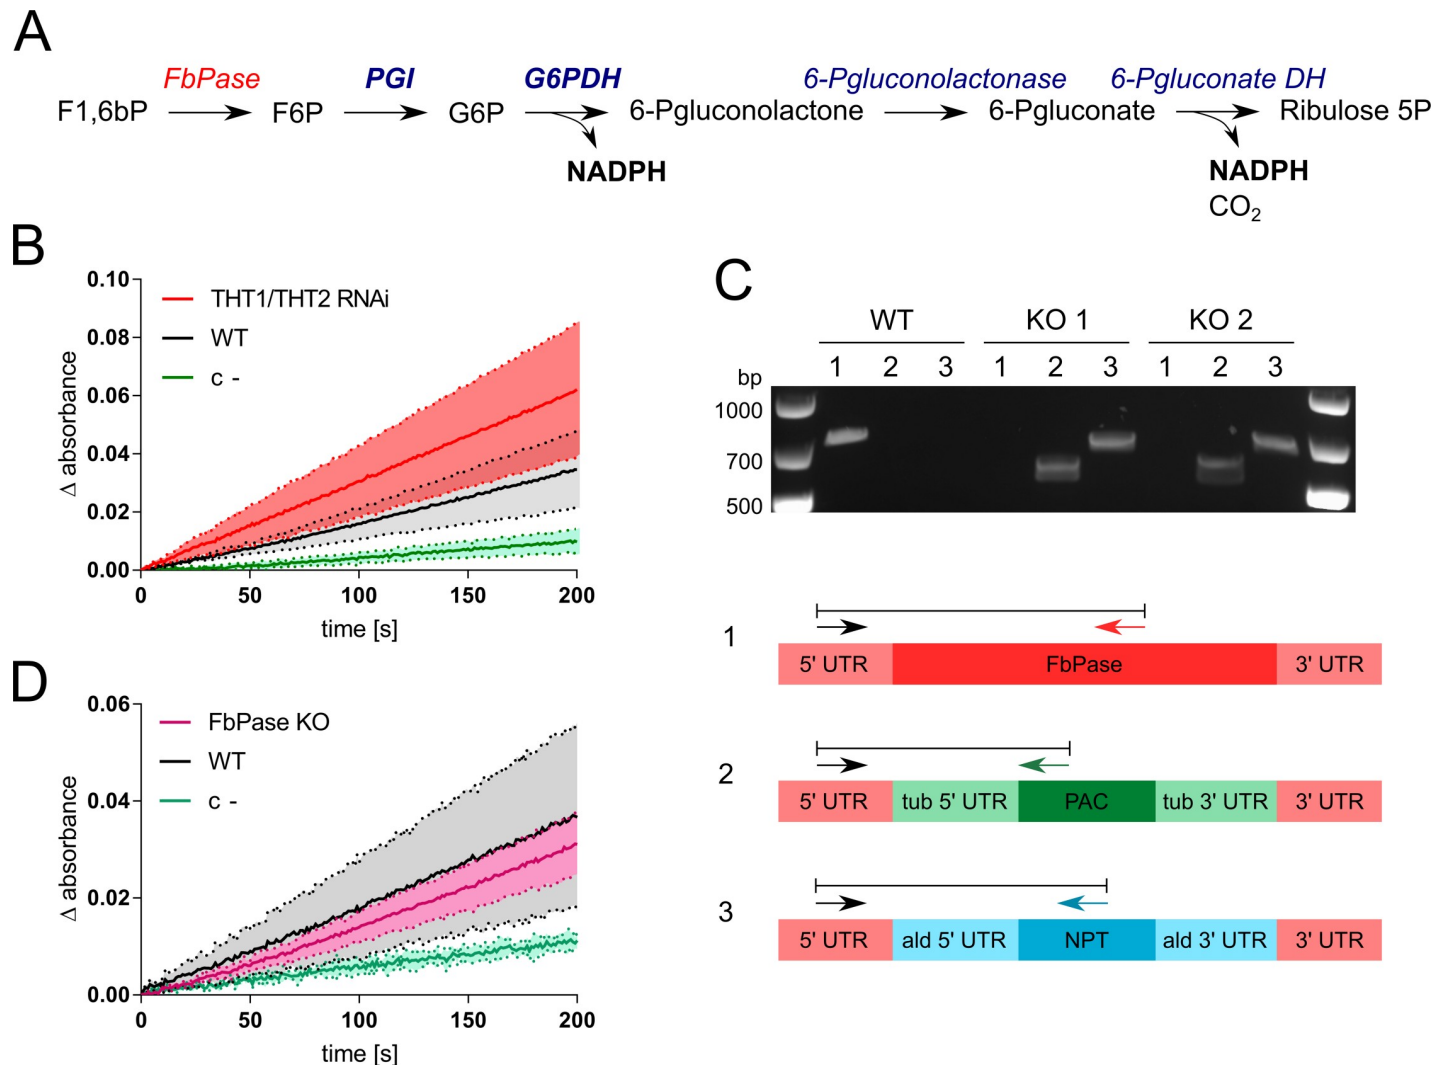 A
FbPase PGI G6PDH 6-Pgluconolactonase 6-Pgluconate DH
F1,6bP F6P G6P 6-Pgluconolactone 6-Pgluconate Ribulose 5P
NADPH NADPH
CO₂
B
0.10
0.08
0.06
0.04
0.02
0.00
Δ absorbance
THT1/THT2 RNAi
WT
c -
0 50 100 150 200
time [s]
C
WT KO 1 KO 2
1 2 3 1 2 3 1 2 3
bp
1000
700
500
1
5' UTR FbPase 3' UTR
2
5' UTR tub 5' UTR PAC tub 3' UTR 3' UTR
3
5' UTR ald 5' UTR NPT ald 3' UTR 3' UTR
D
0.06
0.04
0.02
0.00
Δ absorbance
FbPase KO
WT
c -
0 50 100 150 200
time [s]